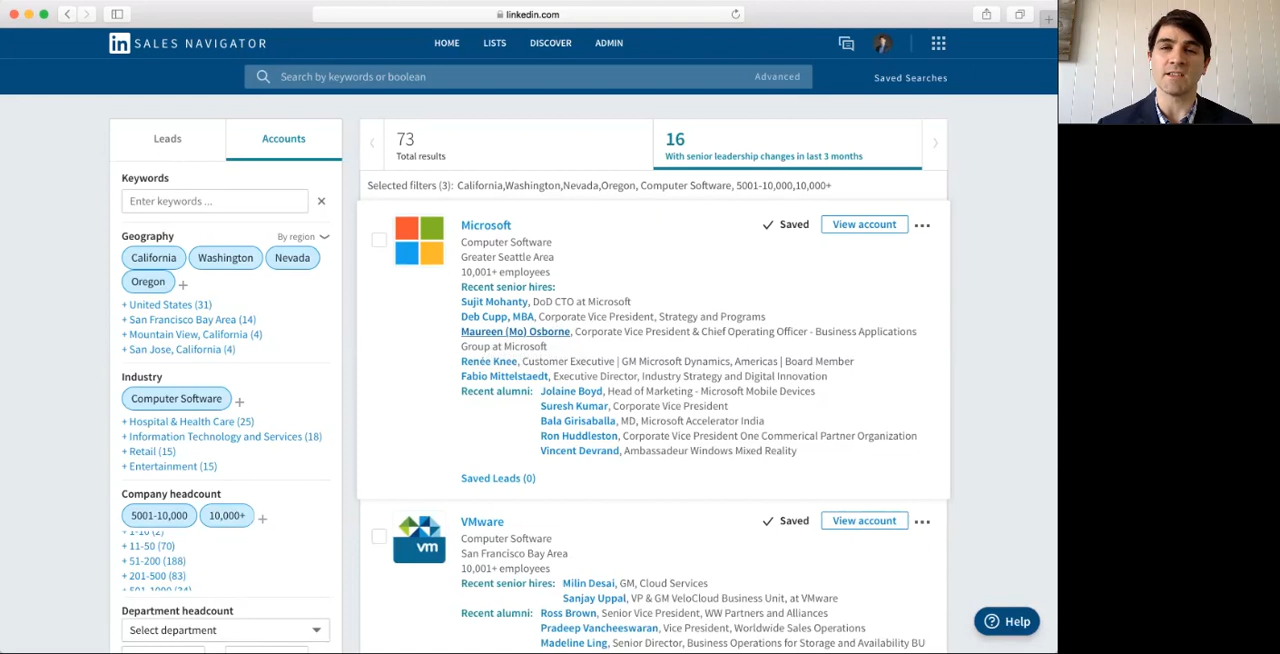 linkedin.com
in SALES NAVIGATOR
HOME LISTS DISCOVER ADMIN
Search by keywords or boolean Advanced
Saved Searches
Leads Accounts
Keywords
Enter keywords ...
Geography By region
California Washington Nevada
Oregon
+ United States (31)
+ San Francisco Bay Area (14)
+ Mountain View, California (4)
+ San Jose, California (4)
Industry
Computer Software
+ Hospital & Health Care (25)
+ Information Technology and Services (18)
+ Retail (15)
+ Entertainment (15)
Company headcount
5001-10,000 10,000+
+ 1-10 (2)
+ 11-50 (70)
+ 51-200 (188)
+ 201-500 (83)
+ 501-1000 (34)
Department headcount
Select department
73
Total results
16
With senior leadership changes in last 3 months
Selected filters (3): California,Washington,Nevada,Oregon, Computer Software, 5001-10,000,10,000+
Microsoft
Saved View account
Computer Software
Greater Seattle Area
10,001+ employees
Recent senior hires:
Sujit Mohanty, DoD CTO at Microsoft
Deb Cupp, MBA, Corporate Vice President, Strategy and Programs
Maureen (Mo) Osborne, Corporate Vice President & Chief Operating Officer - Business Applications
Group at Microsoft
Renée Knee, Customer Executive | GM Microsoft Dynamics, Americas | Board Member
Fabio Mittelstaedt, Executive Director, Industry Strategy and Digital Innovation
Recent alumni: Jolaine Boyd, Head of Marketing - Microsoft Mobile Devices
Suresh Kumar, Corporate Vice President
Bala Girisaballa, MD, Microsoft Accelerator India
Ron Huddleston, Corporate Vice President One Commerical Partner Organization
Vincent Devrand, Ambassadeur Windows Mixed Reality
Saved Leads (0)
vm
VMware
Saved View account
Computer Software
San Francisco Bay Area
10,001+ employees
Recent senior hires: Milin Desai, GM, Cloud Services
Sanjay Uppal, VP & GM VeloCloud Business Unit, at VMware
Recent alumni: Ross Brown, Senior Vice President, WW Partners and Alliances
Pradeep Vancheeswaran, Vice President, Worldwide Sales Operations
Madeline Ling, Senior Director, Business Operations for Storage and Availability BU
Help